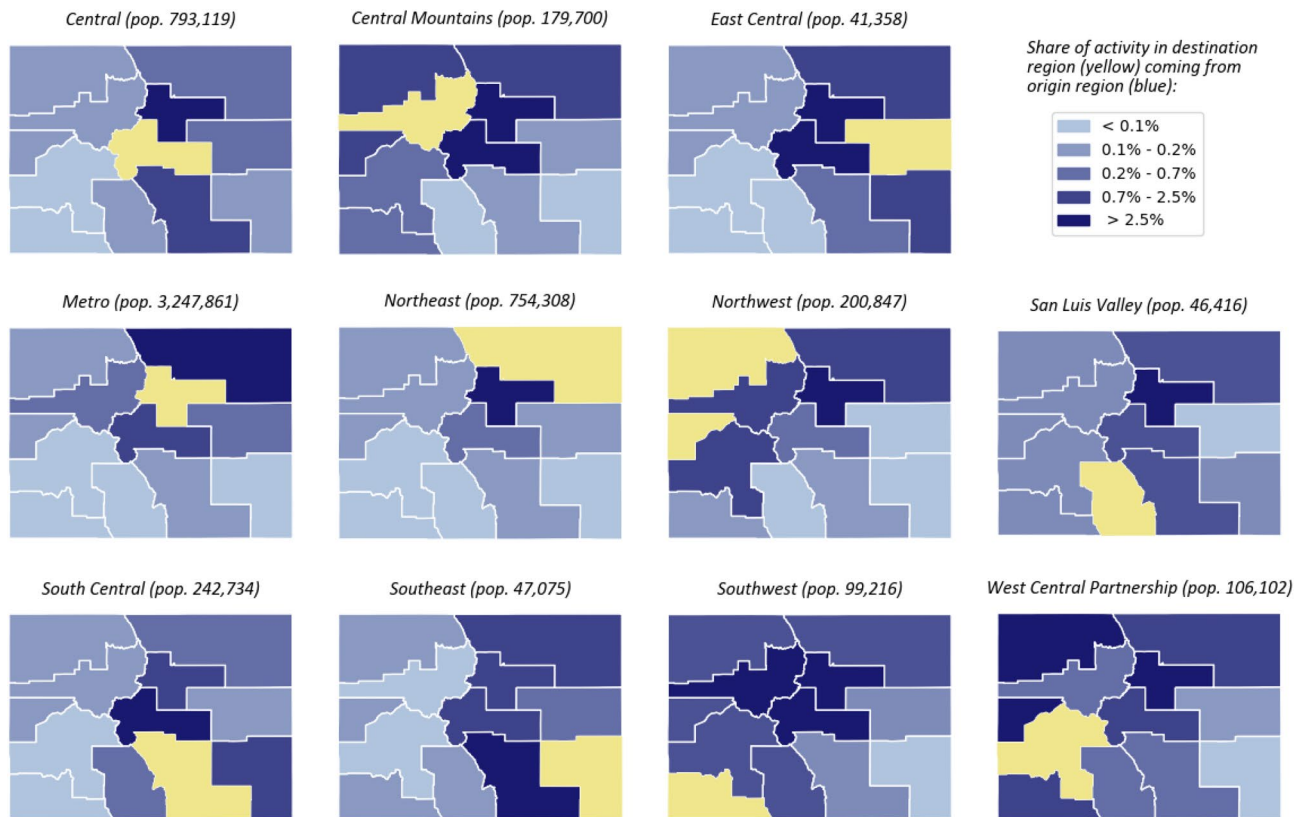 Central (pop. 793,119)
Central Mountains (pop. 179,700)
East Central (pop. 41,358)
Share of activity in destination
region (yellow) coming from
origin region (blue):
< 0.1%
0.1% - 0.2%
0.2% - 0.7%
0.7% - 2.5%
> 2.5%
Metro (pop. 3,247,861)
Northeast (pop. 754,308)
Northwest (pop. 200,847)
San Luis Valley (pop. 46,416)
South Central (pop. 242,734)
Southeast (pop. 47,075)
Southwest (pop. 99,216)
West Central Partnership (pop. 106,102)